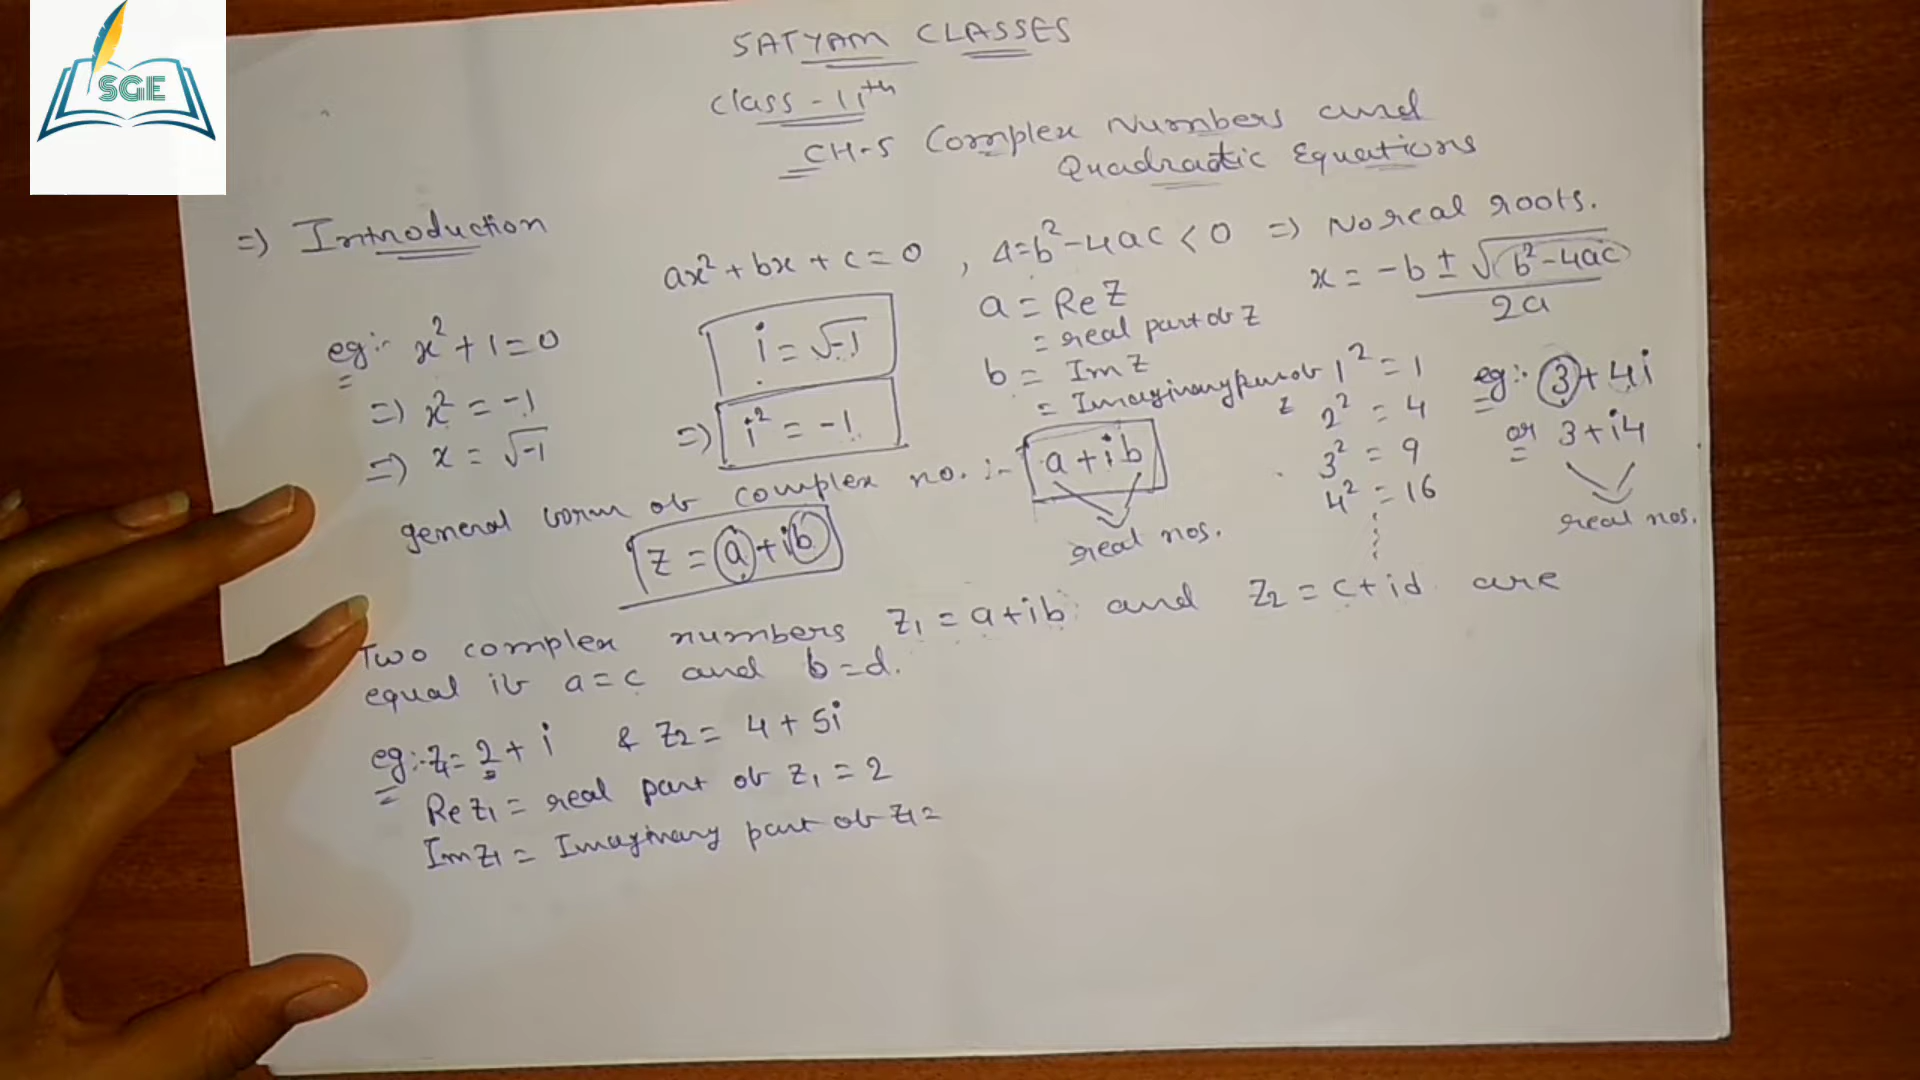 SGE
SATYAM CLASSES
Class - 11th
CH-5 Complex Numbers and
Quadratic Equations
=) Introduction
ax² + bx + c = 0 , Δ=b²-4ac < 0 => No real roots.
x = -b ± √b²-4ac
2a
eg:- x² + 1 = 0
=) x² = -1
=) x = √-1
i = √-1
=) i² = -1
a = Re Z
= real part of Z
b = Im Z
= Imaginary part of
Z
1² = 1
2² = 4
3² = 9
4² = 16
eg:- 3 + 4i
or 3 + i4
real nos.
general form of complex no. :- a + ib
real nos.
z = a + ib
Two complex numbers Z₁ = a + ib and Z₂ = c + id are
equal if a = c and b = d.
eg:- Z₁ = 2 + i & Z₂ = 4 + 5i
Re Z₁ = real part of Z₁ = 2
Im Z₁ = Imaginary part of Z₁ =